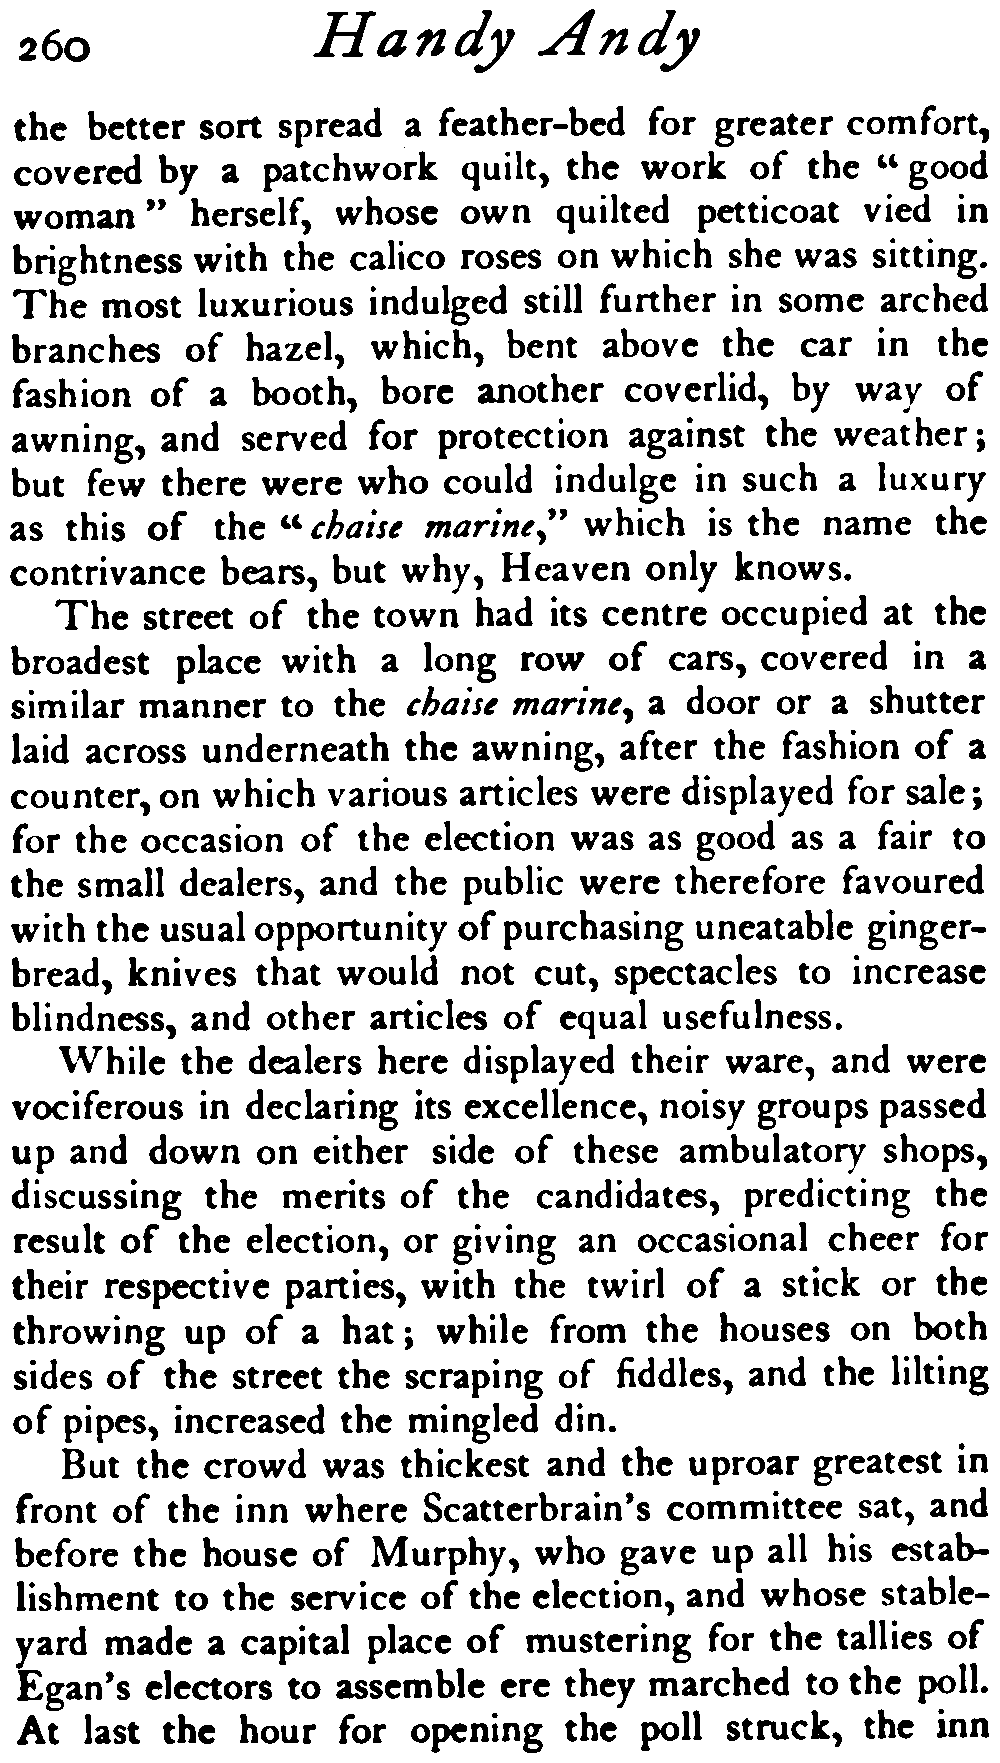 260 Handy Andy
the better sort spread a feather-bed for greater comfort,
covered by a patchwork quilt, the work of the “ good
woman ” herself, whose own quilted petticoat vied in
brightness with the calico roses on which she was sitting.
The most luxurious indulged still further in some arched
branches of hazel, which, bent above the car in the
fashion of a booth, bore another coverlid, by way of
awning, and served for protection against the weather;
but few there were who could indulge in such a luxury
as this of the “chaise marine,” which is the name the
contrivance bears, but why, Heaven only knows.
The street of the town had its centre occupied at the
broadest place with a long row of cars, covered in a
similar manner to the chaise marine, a door or a shutter
laid across underneath the awning, after the fashion of a
counter, on which various articles were displayed for sale;
for the occasion of the election was as good as a fair to
the small dealers, and the public were therefore favoured
with the usual opportunity of purchasing uneatable ginger-
bread, knives that would not cut, spectacles to increase
blindness, and other articles of equal usefulness.
While the dealers here displayed their ware, and were
vociferous in declaring its excellence, noisy groups passed
up and down on either side of these ambulatory shops,
discussing the merits of the candidates, predicting the
result of the election, or giving an occasional cheer for
their respective parties, with the twirl of a stick or the
throwing up of a hat; while from the houses on both
sides of the street the scraping of fiddles, and the lilting
of pipes, increased the mingled din.
But the crowd was thickest and the uproar greatest in
front of the inn where Scatterbrain’s committee sat, and
before the house of Murphy, who gave up all his estab-
lishment to the service of the election, and whose stable-
yard made a capital place of mustering for the tallies of
Egan’s electors to assemble ere they marched to the poll.
At last the hour for opening the poll struck, the inn